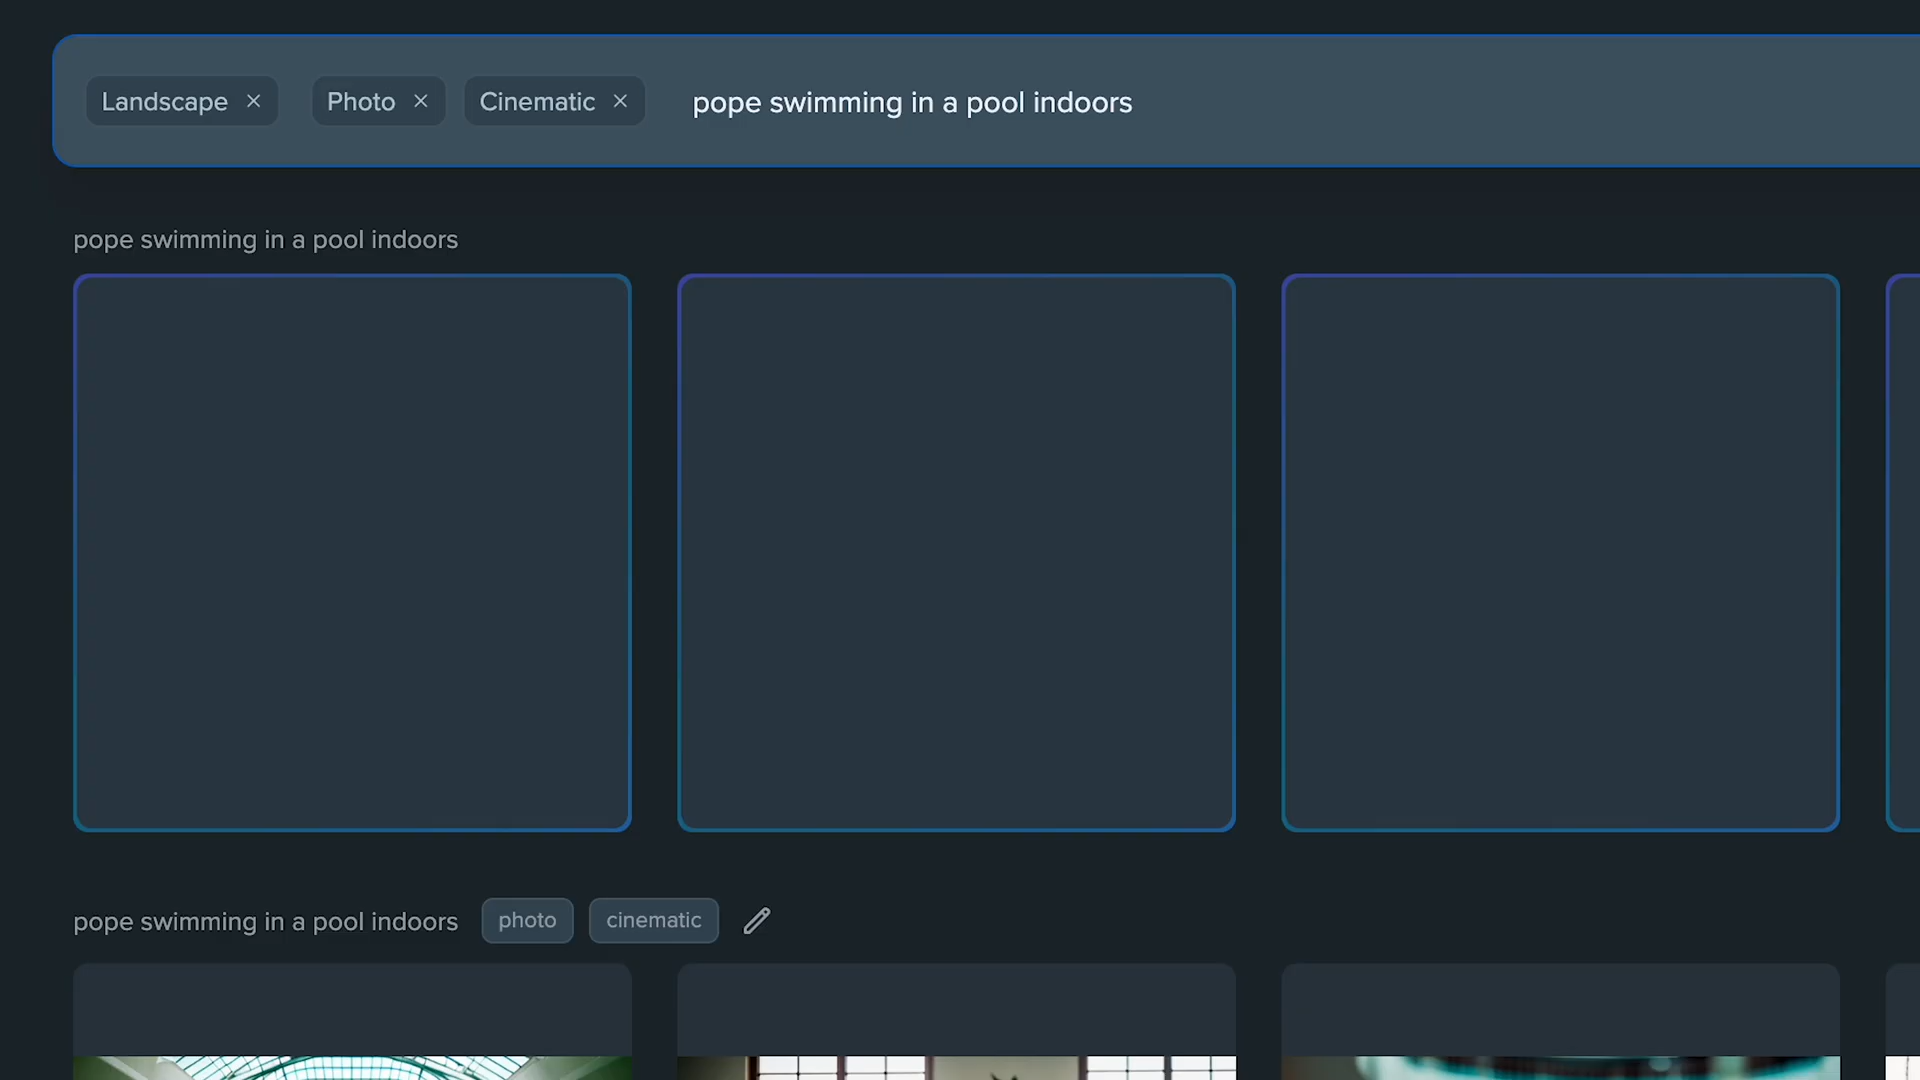 Landscape × Photo × Cinematic × pope swimming in a pool indoors
pope swimming in a pool indoors
pope swimming in a pool indoors photo cinematic